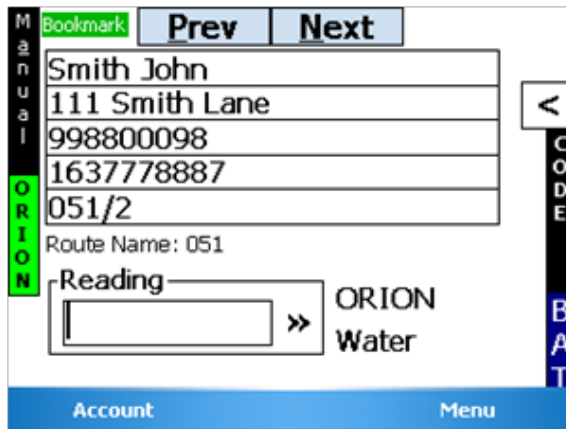 Manual
Bookmark Prev Next
Smith John
111 Smith Lane
<
998800098
CODE
1637778887
ORION
051/2
Route Name: 051
Reading
»
ORION
Water
BAT
Account Menu